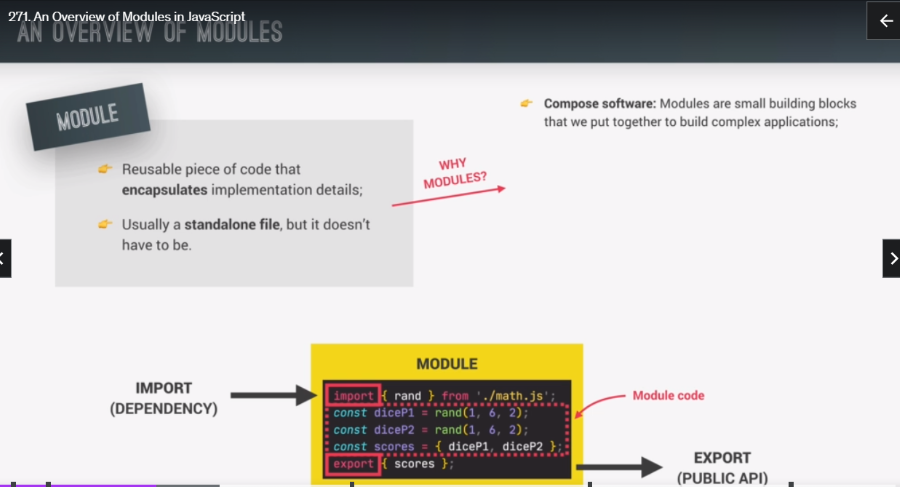 271. An Overview of Modules in JavaScript
AN OVERVIEW OF MODULES
MODULE
Reusable piece of code that
encapsulates implementation details;
Usually a standalone file, but it doesn't
have to be.
WHY
MODULES?
Compose software: Modules are small building blocks
that we put together to build complex applications;
MODULE
IMPORT
(DEPENDENCY)
import { rand } from './math.js';
const diceP1 = rand(1, 6, 2);
const diceP2 = rand(1, 6, 2);
const scores = { diceP1, diceP2 };
export { scores };
Module code
EXPORT
(PUBLIC API)